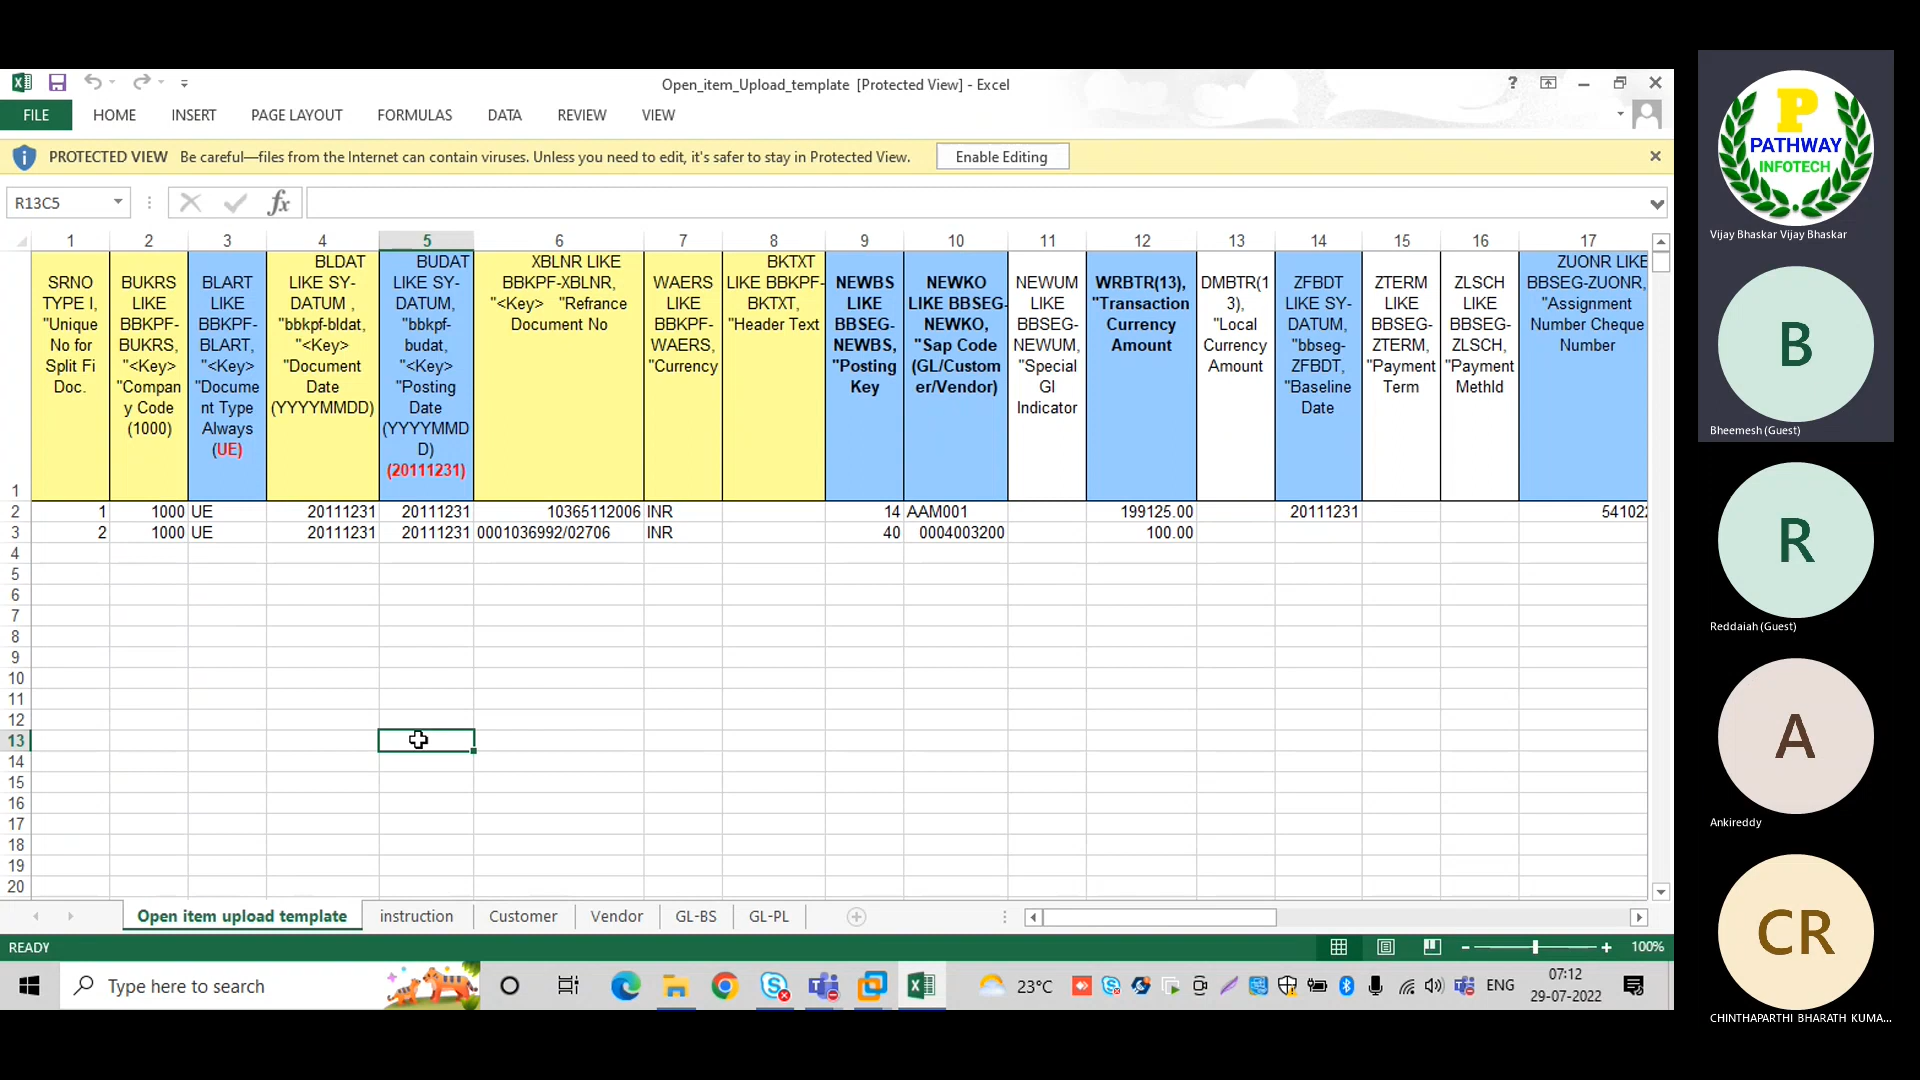 Open_item_Upload_template [Protected View] - Excel
FILE HOME INSERT PAGE LAYOUT FORMULAS DATA REVIEW VIEW
PROTECTED VIEW Be careful—files from the Internet can contain viruses. Unless you need to edit, it's safer to stay in Protected View. Enable Editing
R13C5
fx
1 2 3 4 5 6 7 8 9 10 11 12 13 14 15 16 17
SRNO
TYPE I,
"Unique
No for
Split Fi
Doc.
BUKRS
LIKE
BBKPF-
BUKRS,
"<Key>
"Compan
y Code
(1000)
BLART
LIKE
BBKPF-
BLART,
"<Key>
"Docume
nt Type
Always
(UE)
BLDAT
LIKE SY-
DATUM ,
"bbkpf-bldat,
"<Key>
"Document
Date
(YYYYMMDD)
BUDAT
LIKE SY-
DATUM,
"bbkpf-
budat,
"<Key>
"Posting
Date
(YYYYMMD
D)
(20111231)
XBLNR LIKE
BBKPF-XBLNR,
"<Key> "Refrance
Document No
WAERS
LIKE
BBKPF-
WAERS,
"Currency
BKTXT
LIKE BBKPF-
BKTXT,
"Header Text
NEWBS
LIKE
BBSEG-
NEWBS,
"Posting
Key
NEWKO
LIKE BBSEG-
NEWKO,
"Sap Code
(GL/Custom
er/Vendor)
NEWUM
LIKE
BBSEG-
NEWUM,
"Special
Gl
Indicator
WRBTR(13),
"Transaction
Currency
Amount
DMBTR(1
3),
"Local
Currency
Amount
ZFBDT
LIKE SY-
DATUM,
"bbseg-
ZFBDT,
"Baseline
Date
ZTERM
LIKE
BBSEG-
ZTERM,
"Payment
Term
ZLSCH
LIKE
BBSEG-
ZLSCH,
"Payment
Methld
ZUONR LIKE
BBSEG-ZUONR,
"Assignment
Number Cheque
Number
1
2 1 1000 UE 20111231 20111231 10365112006 INR 14 AAM001 199125.00 20111231 54102
3 2 1000 UE 20111231 20111231 0001036992/02706 INR 40 0004003200 100.00
4
5
6
7
8
9
10
11
12
13
14
15
16
17
18
19
20
Open item upload template instruction Customer Vendor GL-BS GL-PL
READY 100%
Type here to search 23°C ENG 07:12
29-07-2022
P
PATHWAY
INFOTECH
Vijay Bhaskar Vijay Bhaskar
B
Bheemesh (Guest)
R
Reddaiah (Guest)
A
Ankireddy
CR
CHINTHAPARTHI BHARATH KUMA...